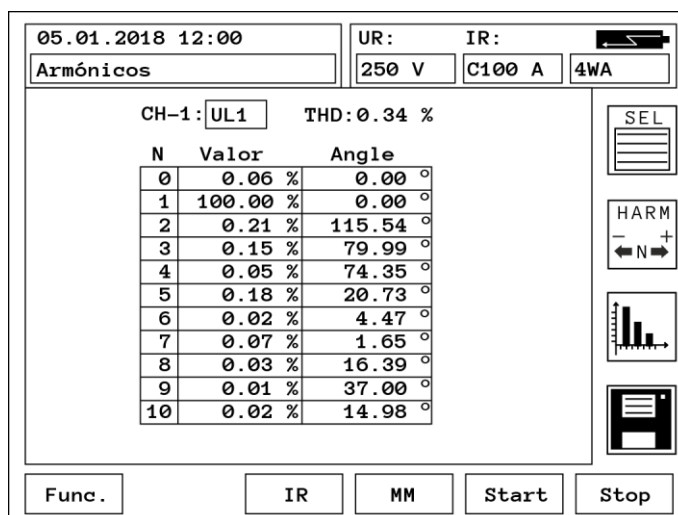 05.01.2018 12:00 UR: IR:
Armónicos 250 V C100 A 4WA
CH-1: UL1 THD:0.34 %
SEL
N Valor Angle
0 0.06 % 0.00 º
1 100.00 % 0.00 º
2 0.21 % 115.54 º
3 0.15 % 79.99 º
4 0.05 % 74.35 º
5 0.18 % 20.73 º
6 0.02 % 4.47 º
7 0.07 % 1.65 º
8 0.03 % 16.39 º
9 0.01 % 37.00 º
10 0.02 % 14.98 º
HARM
- +
N
Func. IR MM Start Stop